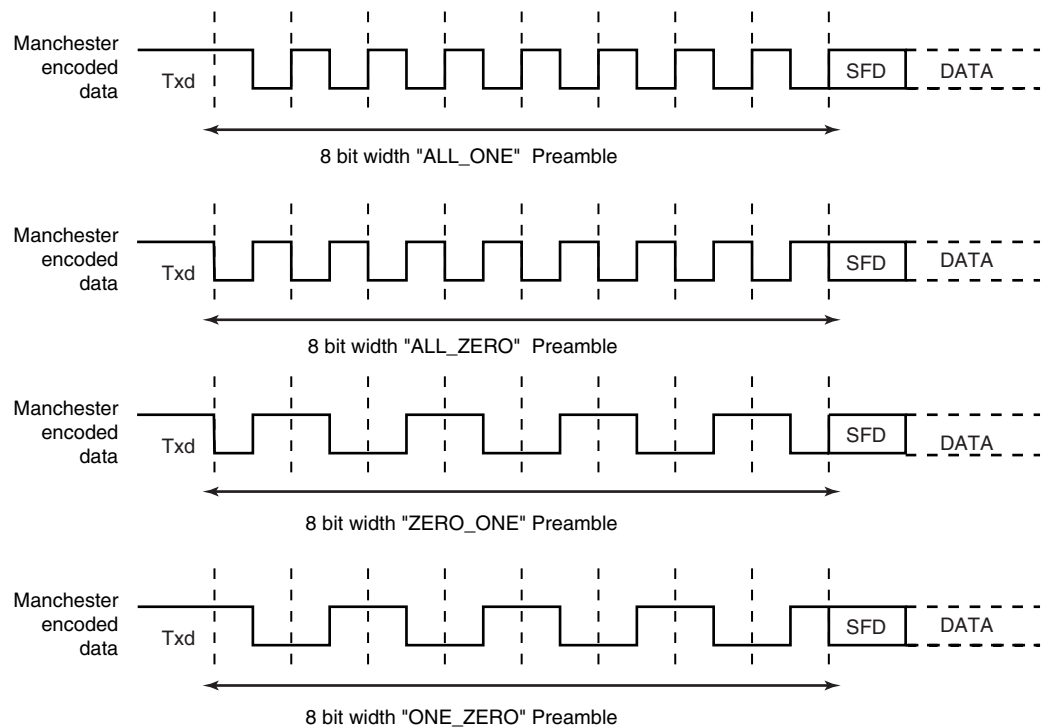 Manchester
encoded
data
Txd
SFD
DATA
8 bit width "ALL_ONE" Preamble
Manchester
encoded
data
Txd
SFD
DATA
8 bit width "ALL_ZERO" Preamble
Manchester
encoded
data
Txd
SFD
DATA
8 bit width "ZERO_ONE" Preamble
Manchester
encoded
data
Txd
SFD
DATA
8 bit width "ONE_ZERO" Preamble